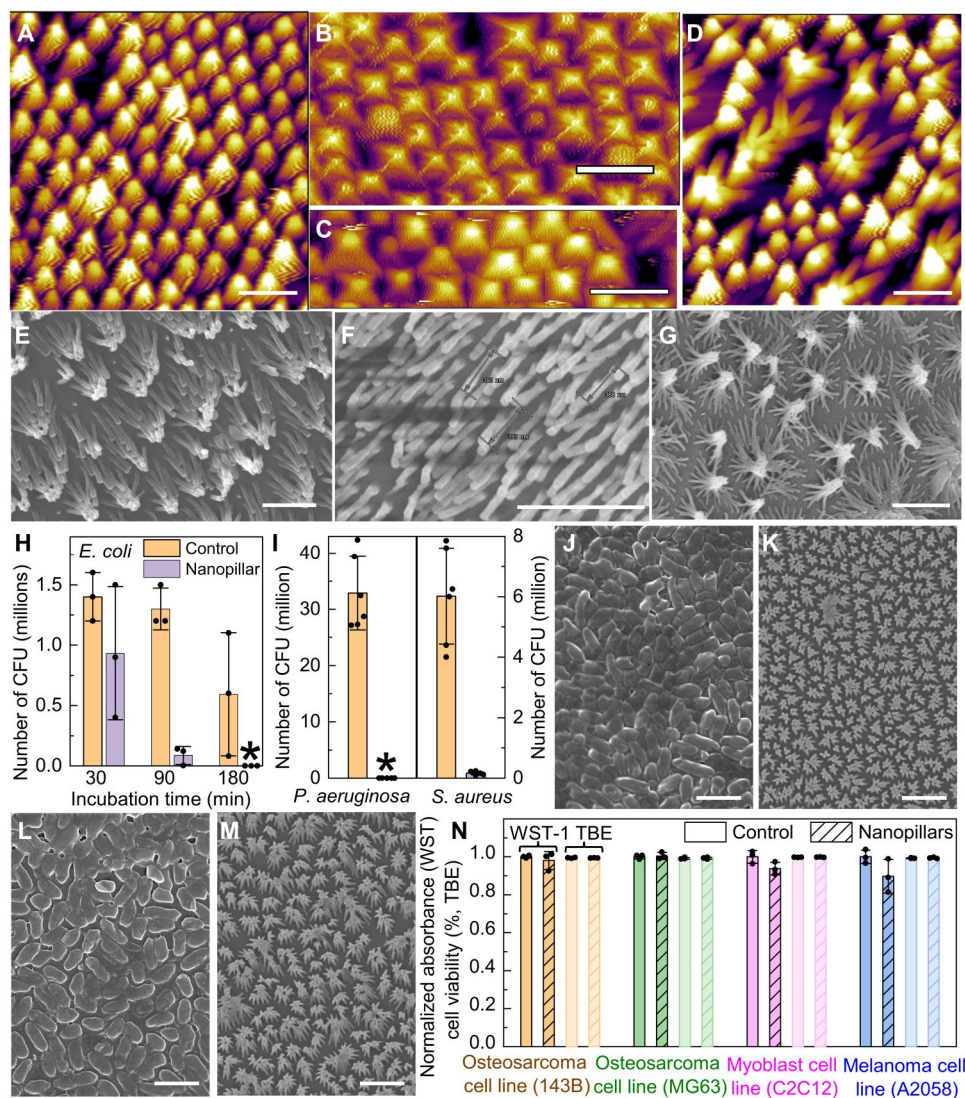 A
B
C
D
E
F
G
H
E. coli
Control
Nanopillar
Number of CFU (millions)
1.5
1.0
0.5
0.0
30 90 180
Incubation time (min)
I
Number of CFU (million)
40
30
20
10
0
8
6
4
2
0
Number of CFU (million)
P. aeruginosa S. aureus
J
K
L
M
N
WST-1 TBE
Control
Nanopillars
Normalized absorbance (WST)
cell viability (%, TBE)
1.0
0.8
0.6
0.4
0.2
0.0
Osteosarcoma
cell line (143B)
Osteosarcoma
cell line (MG63)
Myoblast cell
line (C2C12)
Melanoma cell
line (A2058)